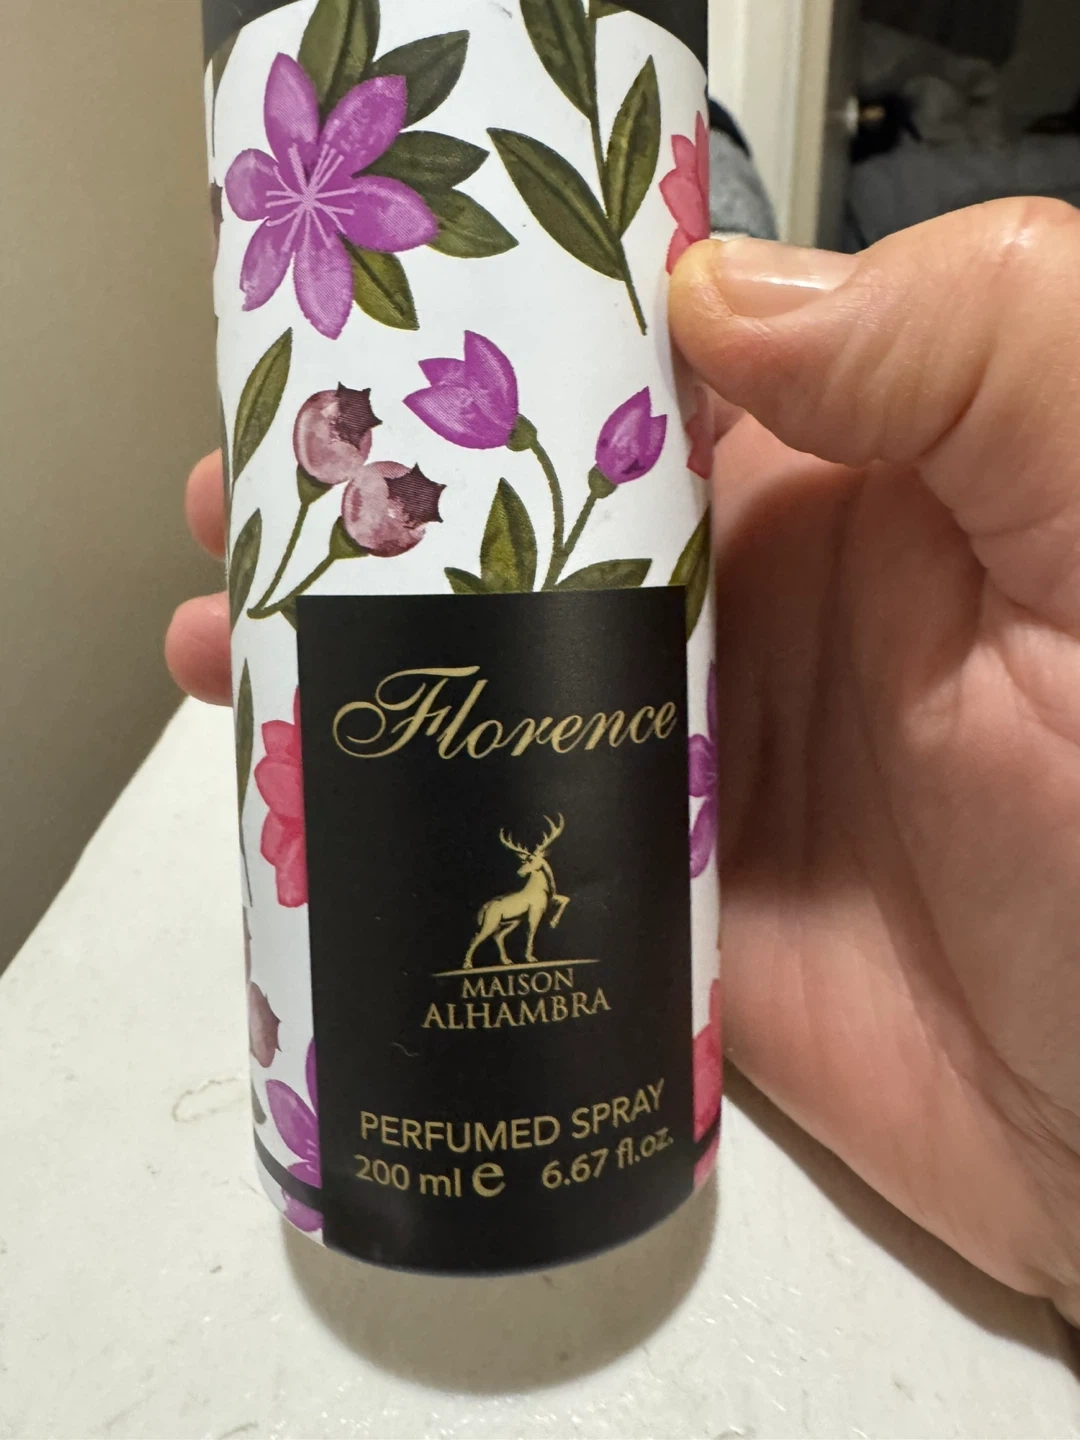 Florence
MAISON
ALHAMBRA
PERFUMED SPRAY
200 ml e 6.67 fl.oz.